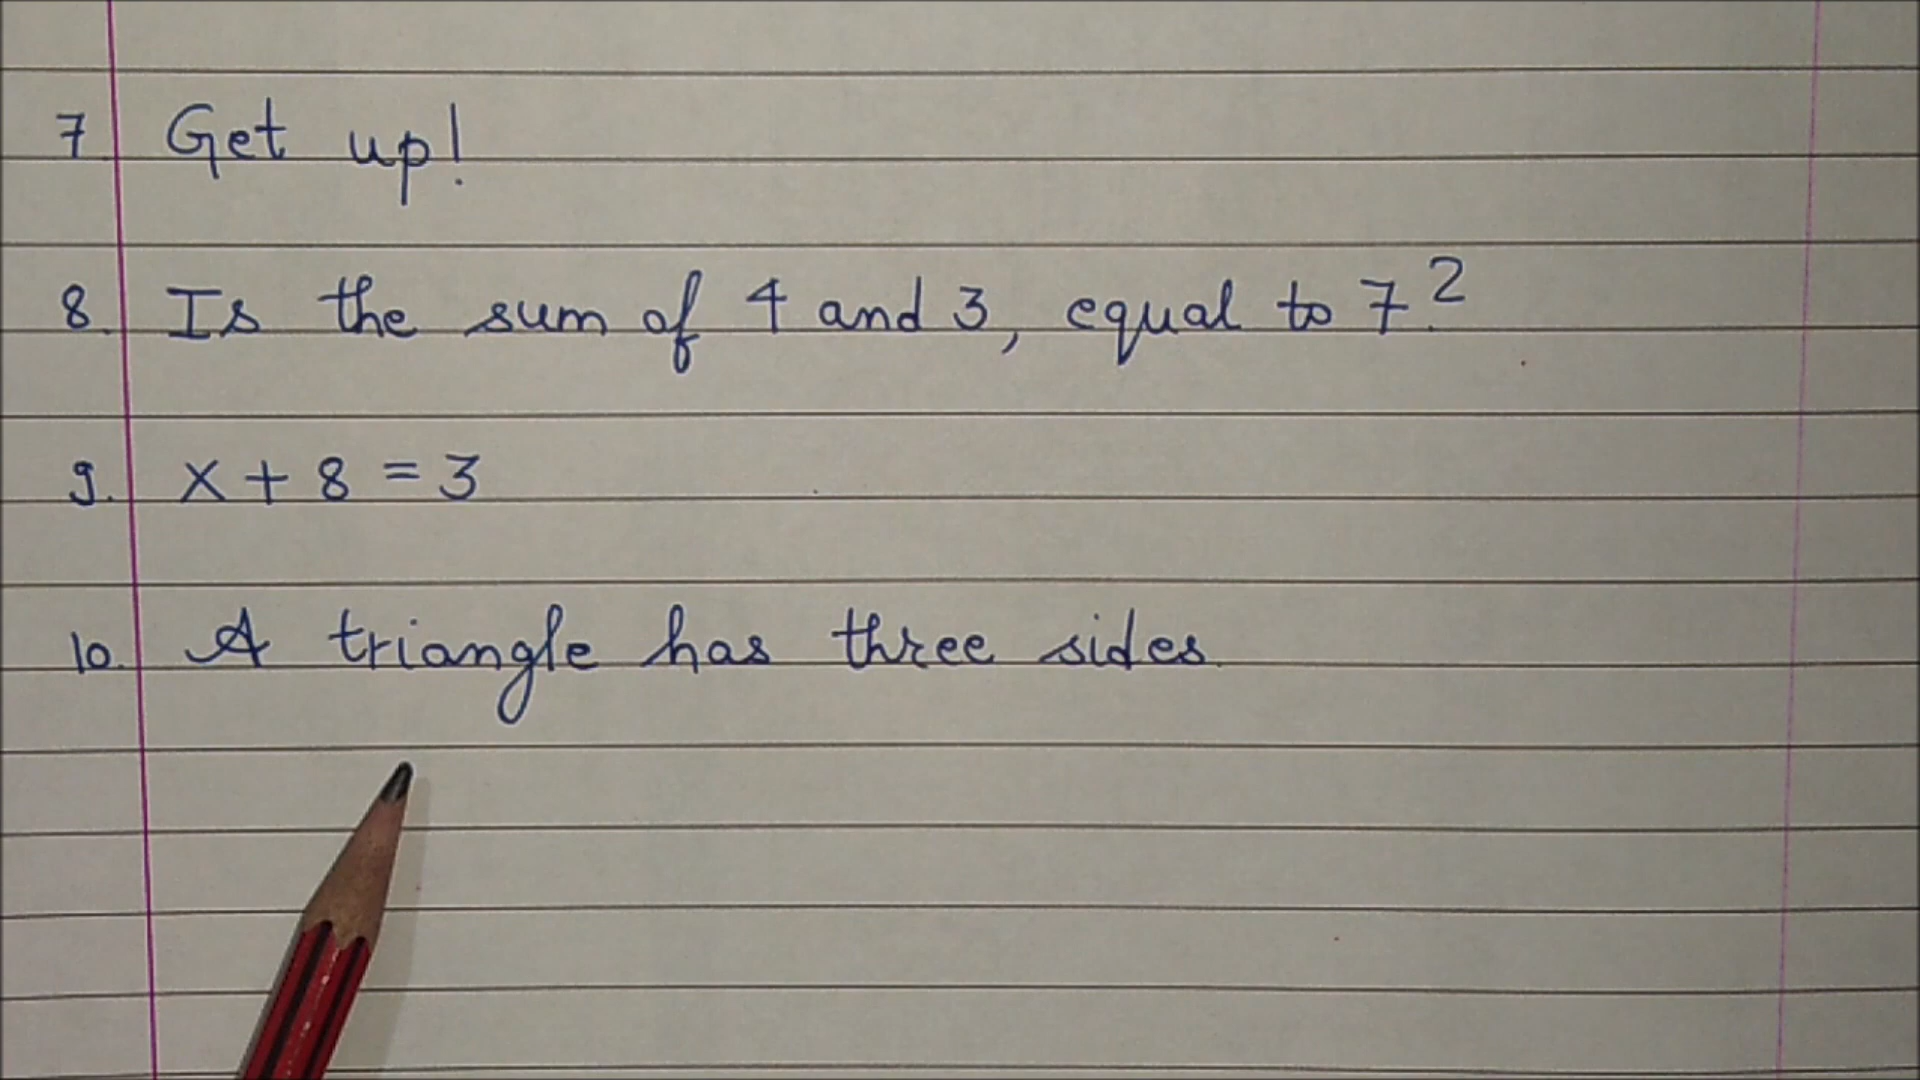 7. Get up!
8. Is the sum of 4 and 3, equal to 7?
9. x + 8 = 3
10. A triangle has three sides.